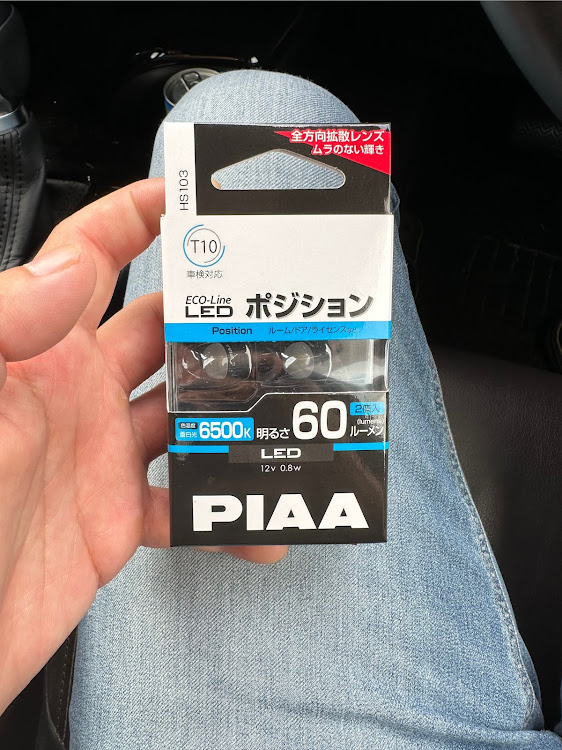 全方向拡散レンズ
ムラのない輝き
HS103
T10
車検対応
ECO-Line
LED ポジション
Position ルーム/ドア/ライセンス
色温度
蒼白光 6500K 明るさ 60 2個入
(lumens)
ルーメン
LED
12v 0.8w
PIAA